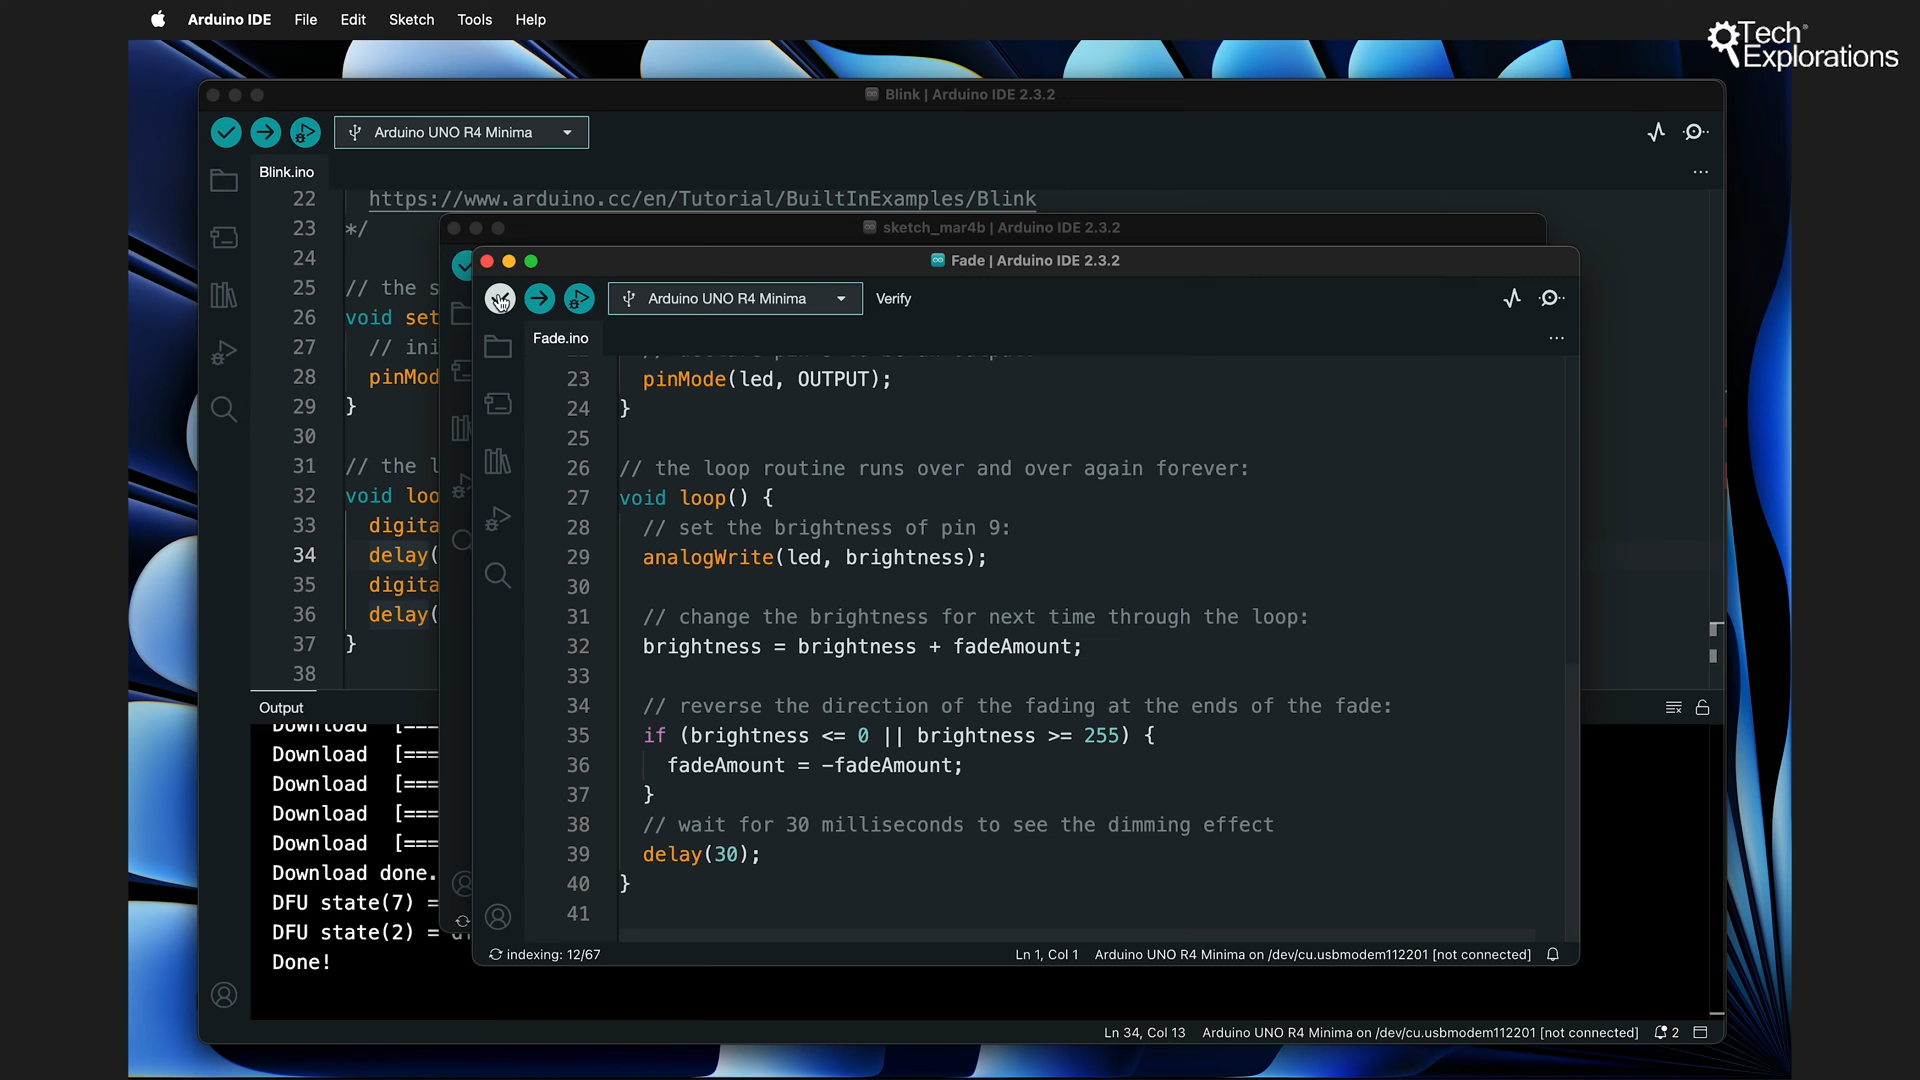 Arduino IDE File Edit Sketch Tools Help
Tech Explorations
Blink | Arduino IDE 2.3.2
Arduino UNO R4 Minima
Blink.ino
22 https://www.arduino.cc/en/Tutorial/BuiltInExamples/Blink
23 */
24
25 // the s
26 void set
27 // ini
28 pinMod
29 }
30
31 // the l
32 void loo
33 digita
34 delay(
35 digita
36 delay(
37 }
38
Output
Download [===
Download [===
Download [===
Download [===
Download [===
Download done.
DFU state(7) =
DFU state(2) =
Done!
Ln 34, Col 13 Arduino UNO R4 Minima on /dev/cu.usbmodem112201 [not connected] 2
sketch_mar4b | Arduino IDE 2.3.2
Fade | Arduino IDE 2.3.2
Arduino UNO R4 Minima Verify
Fade.ino
23 pinMode(led, OUTPUT);
24 }
25
26 // the loop routine runs over and over again forever:
27 void loop() {
28 // set the brightness of pin 9:
29 analogWrite(led, brightness);
30
31 // change the brightness for next time through the loop:
32 brightness = brightness + fadeAmount;
33
34 // reverse the direction of the fading at the ends of the fade:
35 if (brightness <= 0 || brightness >= 255) {
36 fadeAmount = -fadeAmount;
37 }
38 // wait for 30 milliseconds to see the dimming effect
39 delay(30);
40 }
41
indexing: 12/67 Ln 1, Col 1 Arduino UNO R4 Minima on /dev/cu.usbmodem112201 [not connected]